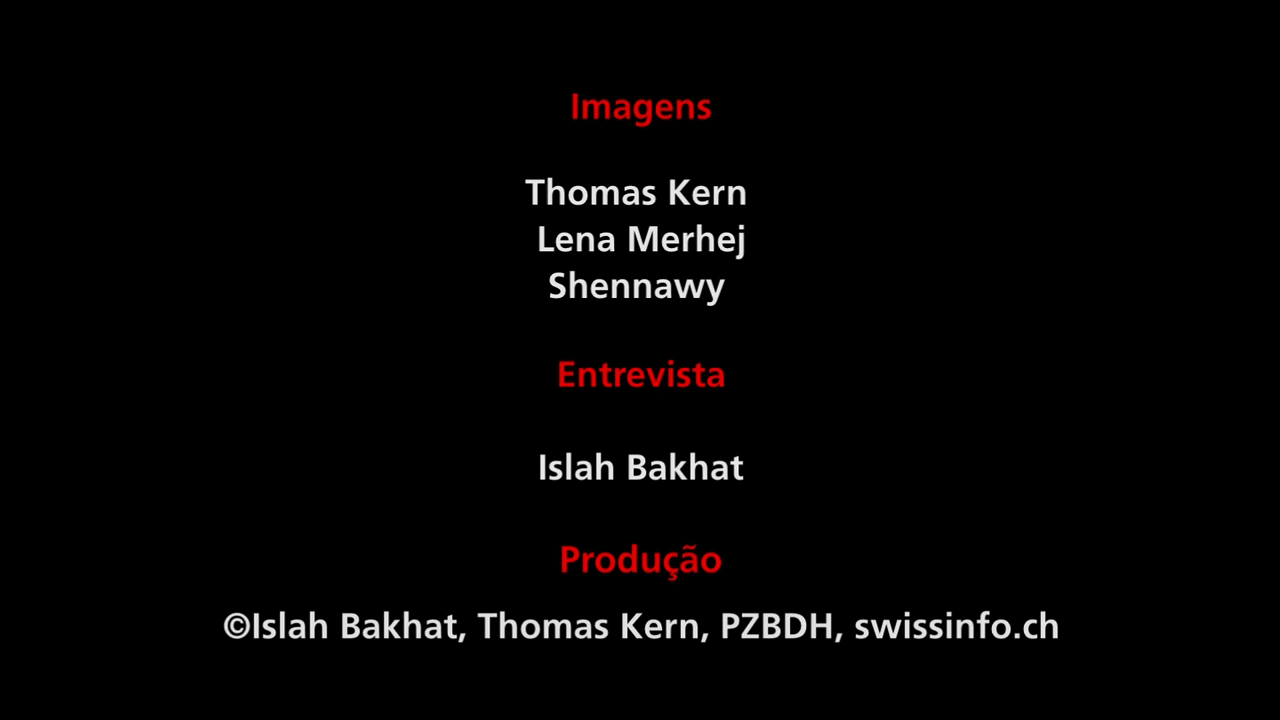 Imagens
Thomas Kern
Lena Merhej
Shennawy
Entrevista
Islah Bakhat
Produção
©Islah Bakhat, Thomas Kern, PZBDH, swissinfo.ch